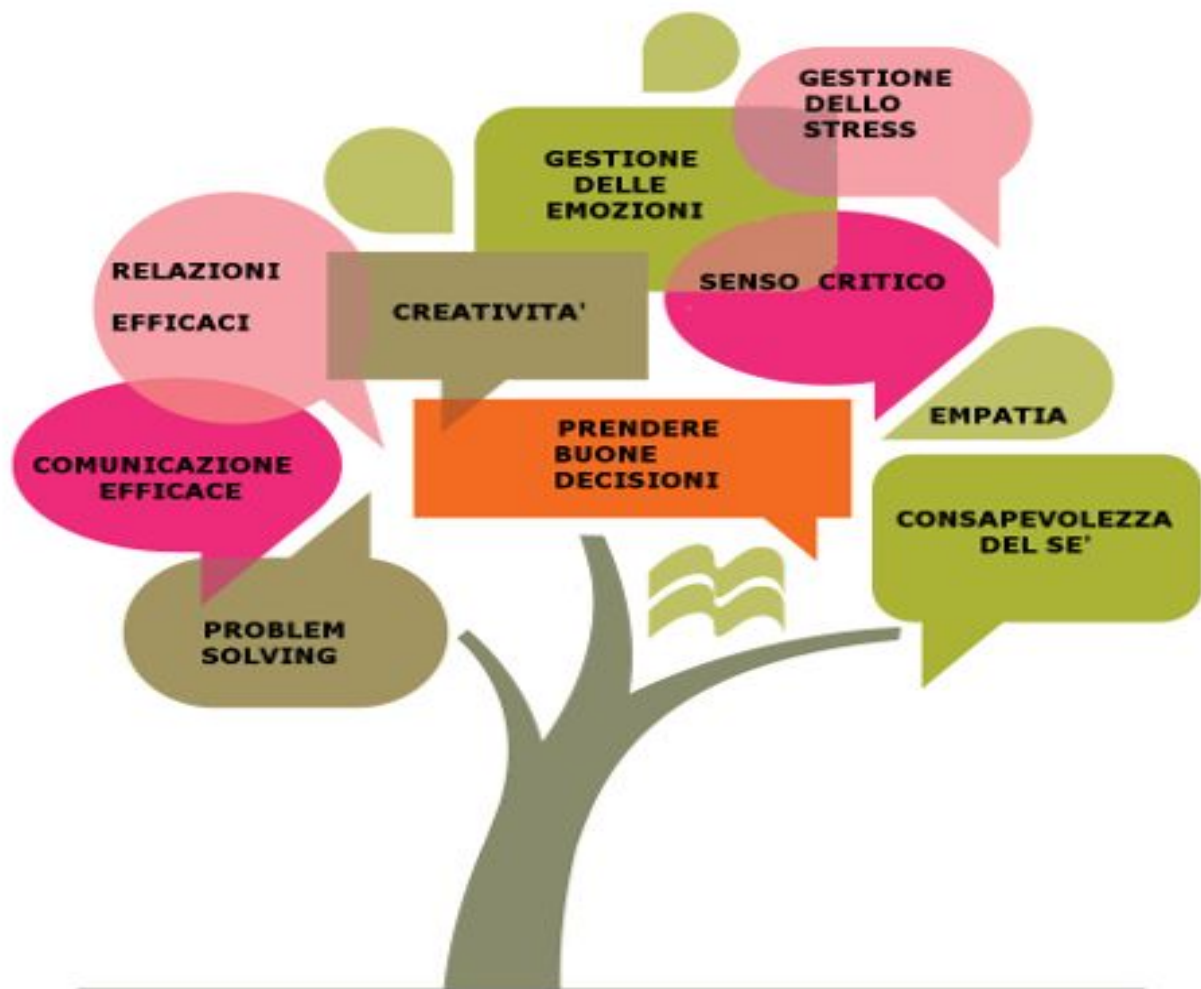 GESTIONE
DELLO
STRESS
GESTIONE
DELLE
EMOZIONI
RELAZIONI
EFFICACI
CREATIVITA'
SENSO CRITICO
EMPATIA
PRENDERE
BUONE
DECISIONI
COMUNICAZIONE
EFFICACE
CONSAPEVOLEZZA
DEL SE'
PROBLEM
SOLVING